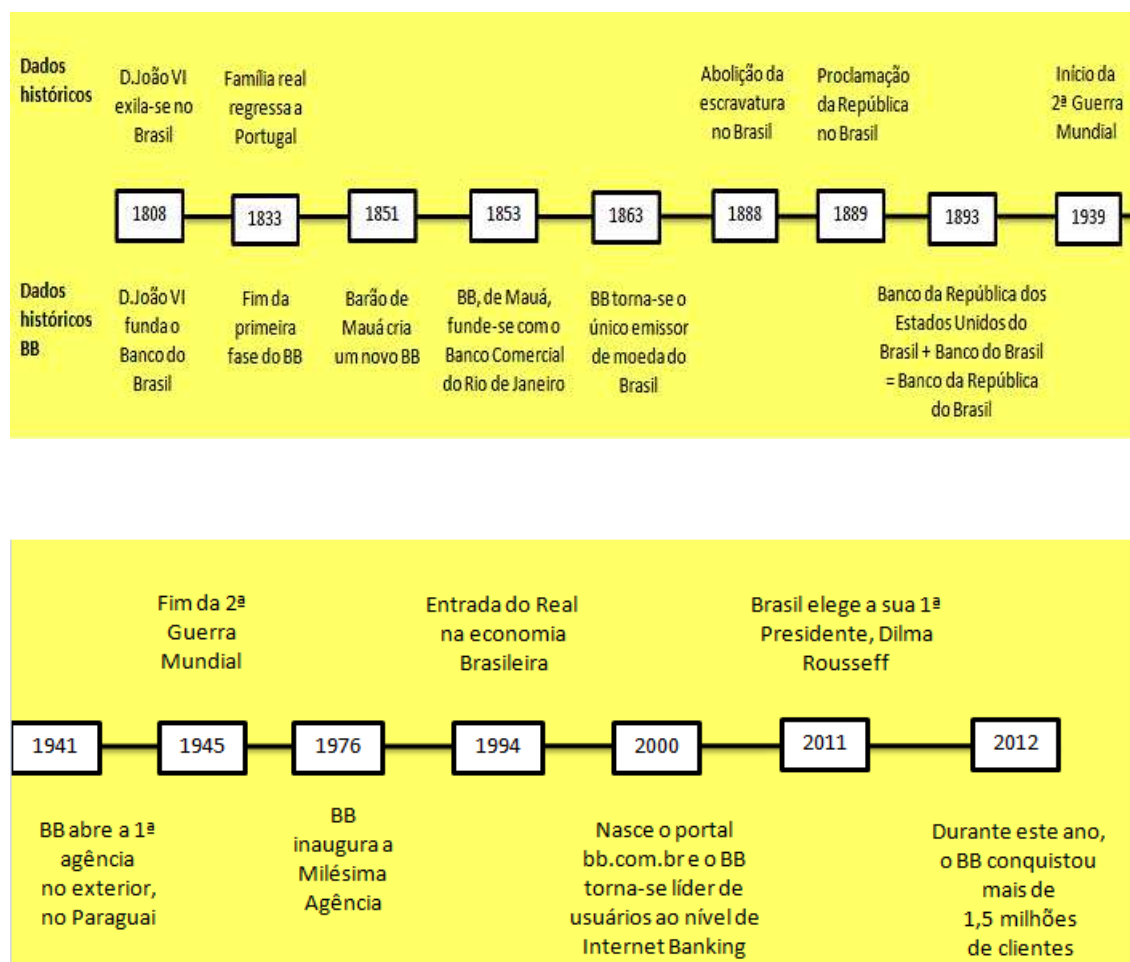 Dados
históricos
D.João VI
exila-se no
Brasil
Família real
regressa a
Portugal
Abolição da
escravatura
no Brasil
Proclamação
da República
no Brasil
Início da
2ª Guerra
Mundial
1808
1833
1851
1853
1863
1888
1889
1893
1939
Dados
históricos
BB
D.João VI
funda o
Banco do
Brasil
Fim da
primeira
fase do BB
Barão de
Mauá cria
um novo BB
BB, de Mauá,
funde-se com o
Banco Comercial
do Rio de Janeiro
BB torna-se o
único emissor
de moeda do
Brasil
Banco da República dos
Estados Unidos do
Brasil + Banco do Brasil
= Banco da República
do Brasil
Fim da 2ª
Guerra
Mundial
Entrada do Real
na economia
Brasileira
Brasil elege a sua 1ª
Presidente, Dilma
Rousseff
1941
1945
1976
1994
2000
2011
2012
BB abre a 1ª
agência
no exterior,
no Paraguai
BB
inaugura a
Milésima
Agência
Nasce o portal
bb.com.br e o BB
torna-se líder de
usuários ao nível de
Internet Banking
Durante este ano,
o BB conquistou
mais de
1,5 milhões
de clientes